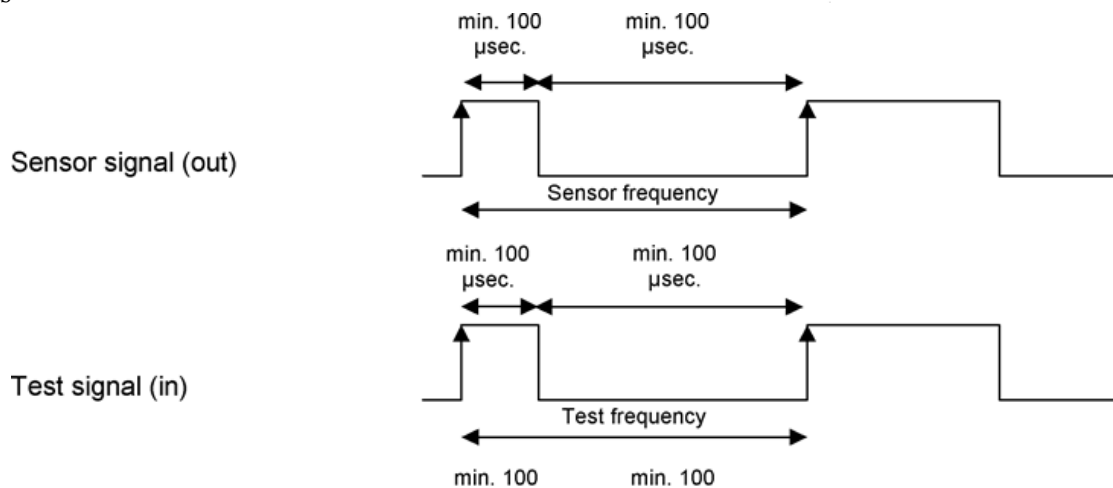 min. 100 min. 100
µsec. µsec.
Sensor signal (out)
Sensor frequency
min. 100 min. 100
µsec. µsec.
Test signal (in)
Test frequency
min. 100 min. 100